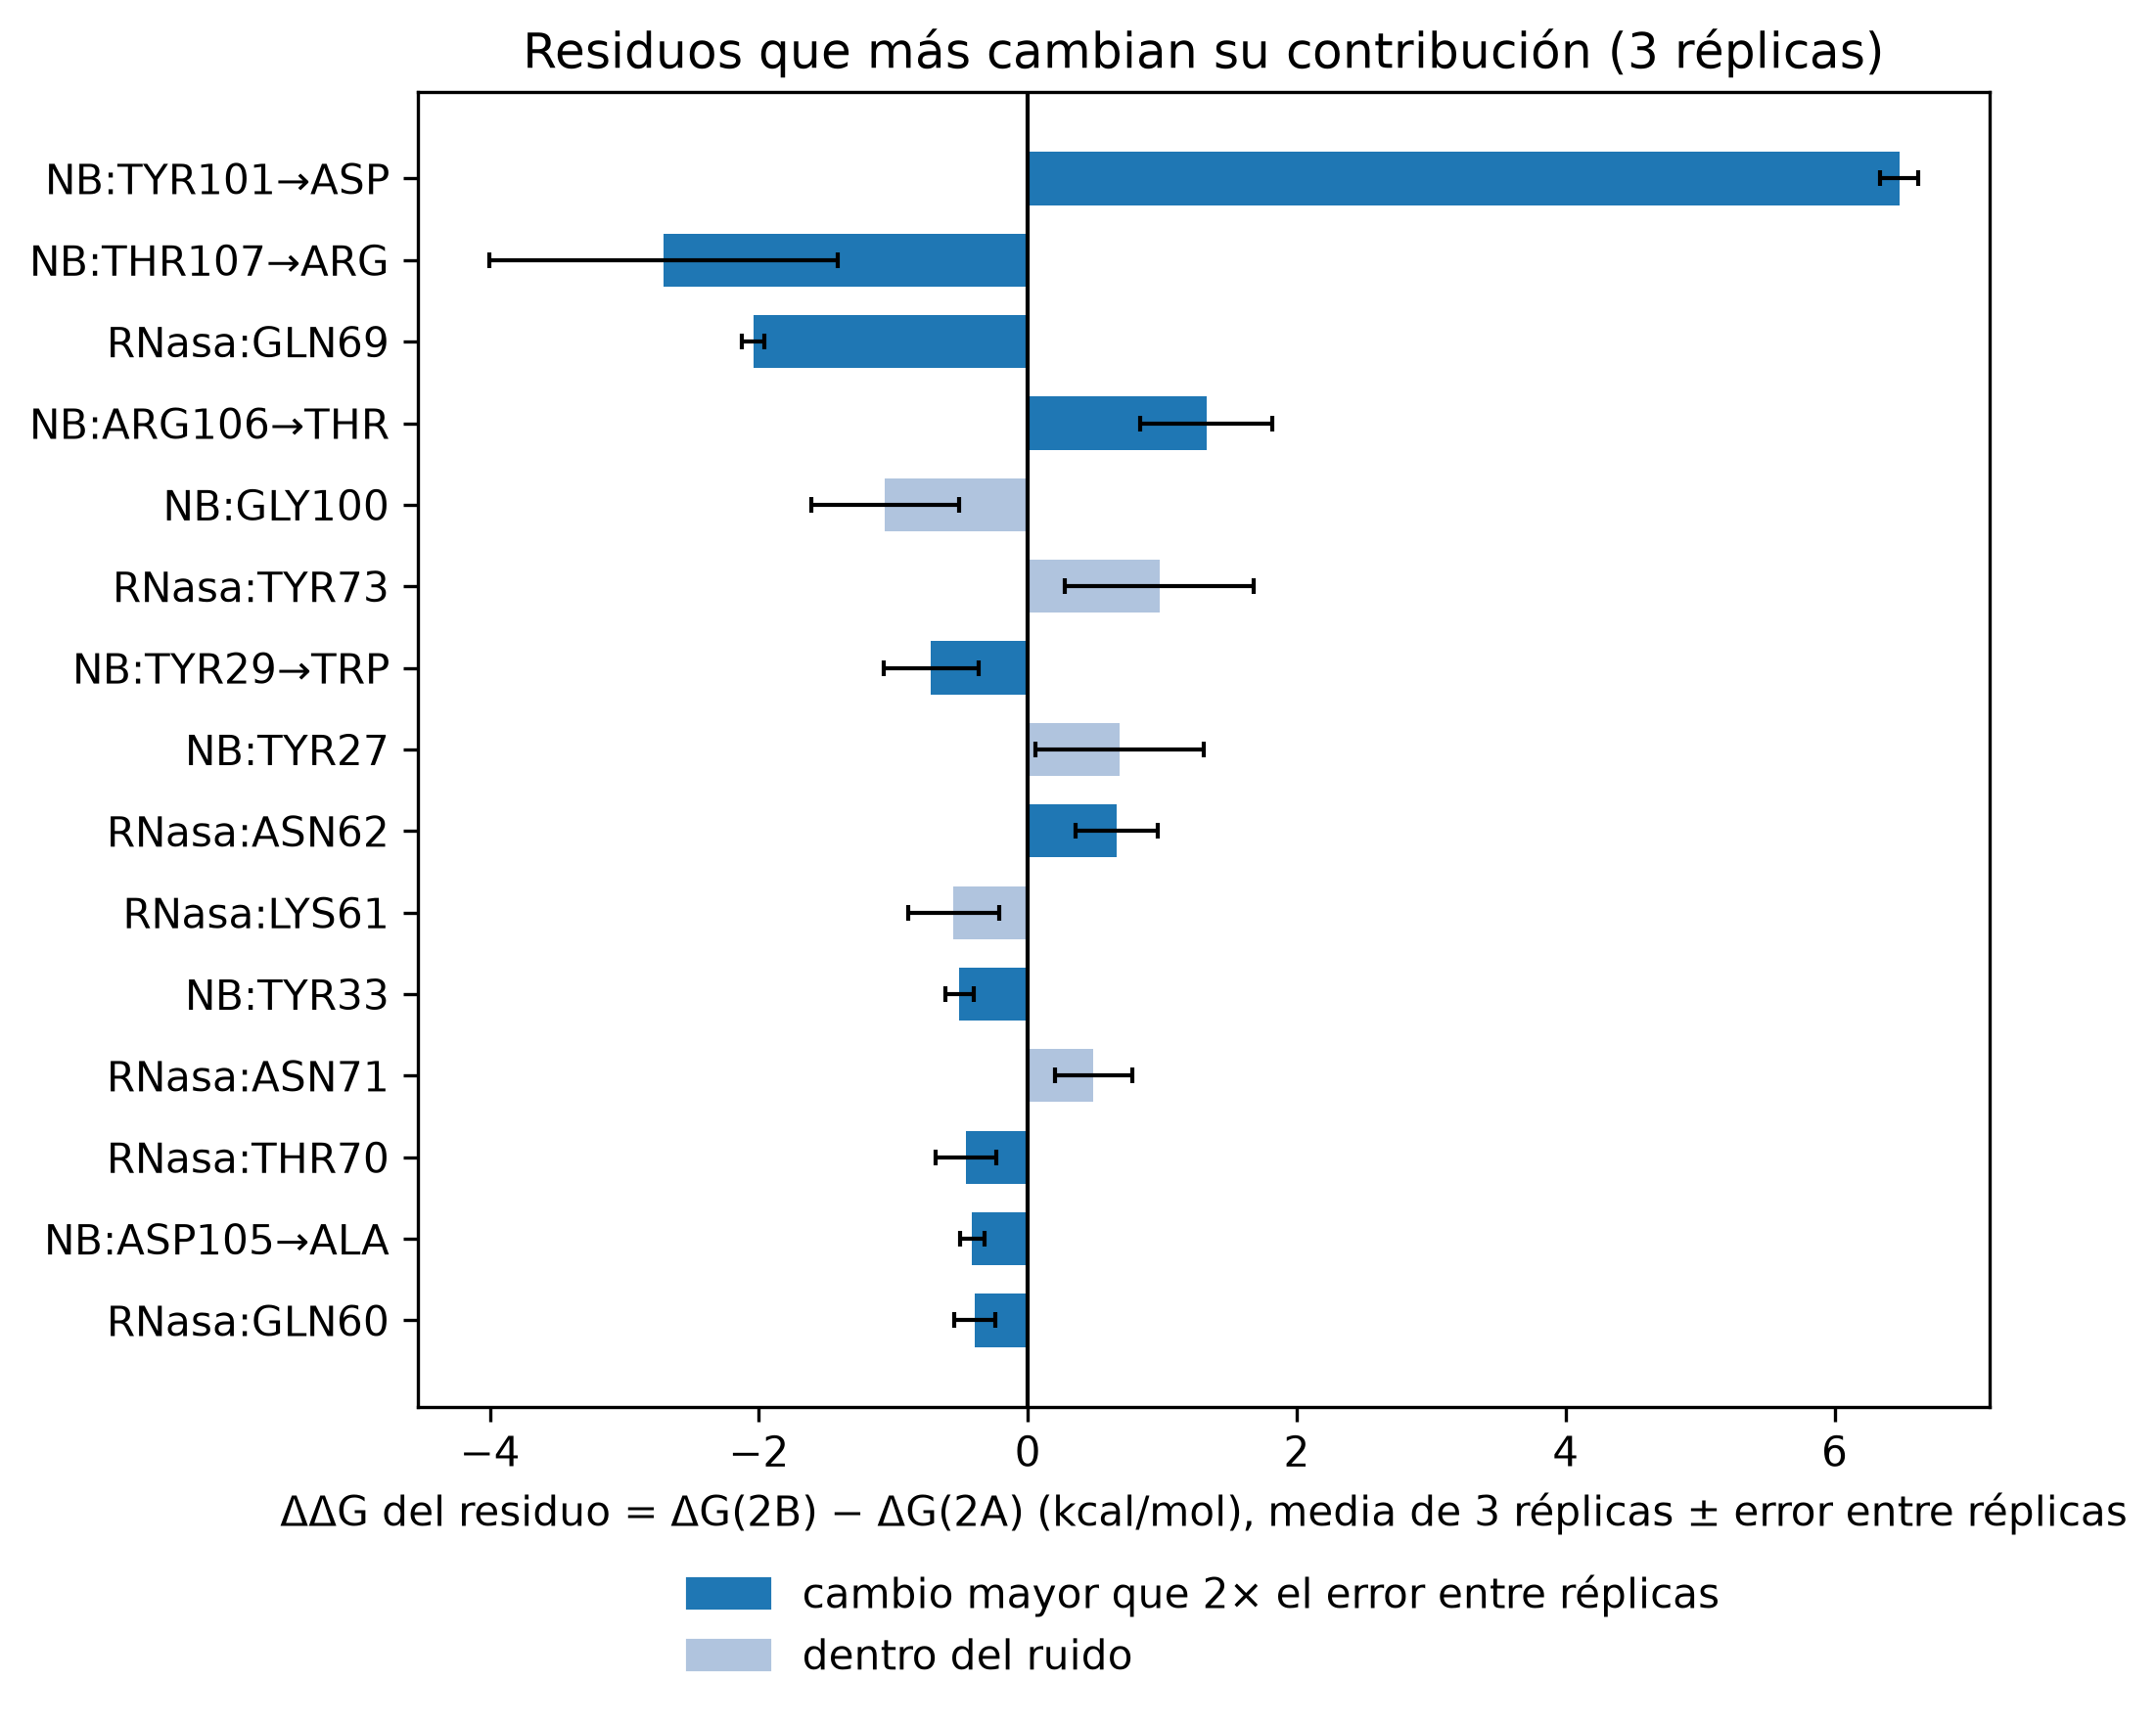 Residuos que más cambian su contribución (3 réplicas)
NB:TYR101→ASP
NB:THR107→ARG
RNasa:GLN69
NB:ARG106→THR
NB:GLY100
RNasa:TYR73
NB:TYR29→TRP
NB:TYR27
RNasa:ASN62
RNasa:LYS61
NB:TYR33
RNasa:ASN71
RNasa:THR70
NB:ASP105→ALA
RNasa:GLN60
−4 −2 0 2 4 6
ΔΔG del residuo = ΔG(2B) − ΔG(2A) (kcal/mol), media de 3 réplicas ± error entre réplicas
cambio mayor que 2× el error entre réplicas
dentro del ruido